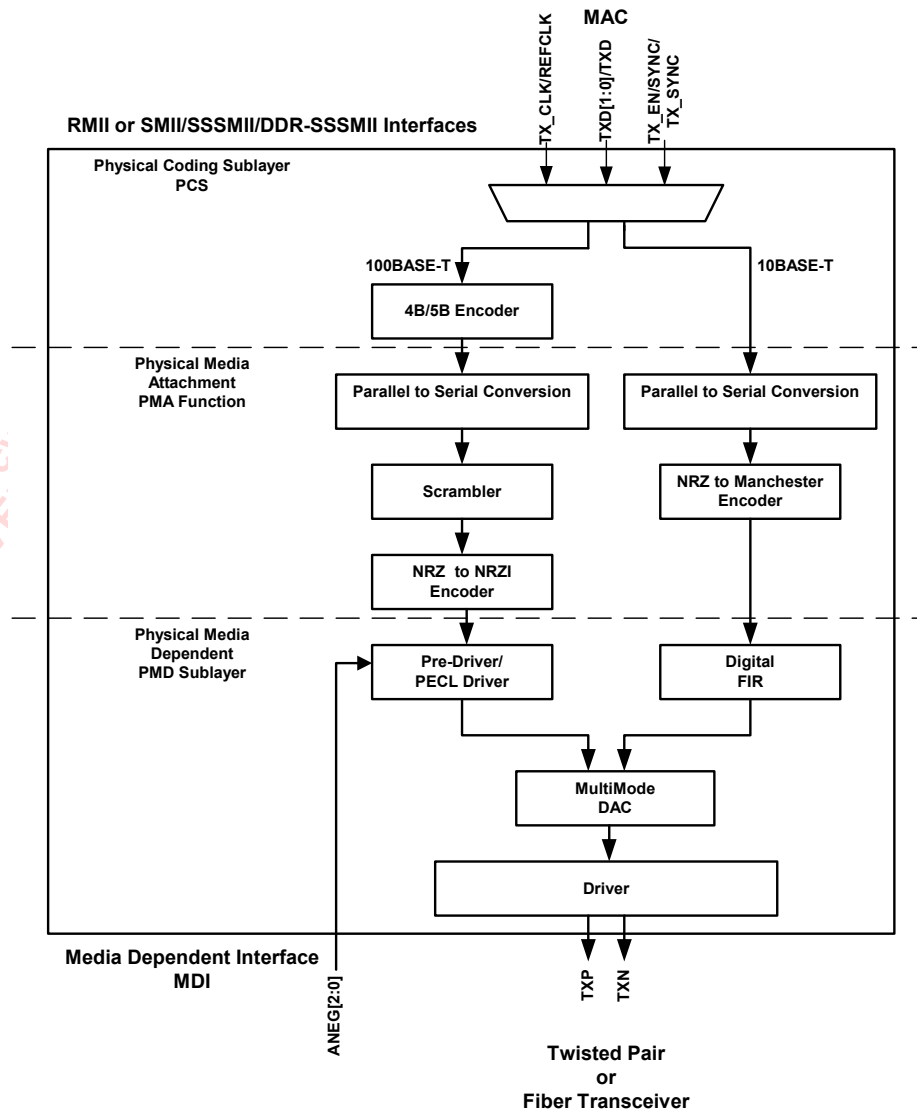 MAC
TX_CLK/REFCLK
TXD[1:0]/TXD
TX_EN/SYNC/
TX_SYNC
RMII or SMII/SSSMII/DDR-SSSMII Interfaces
Physical Coding Sublayer
PCS
100BASE-T
10BASE-T
4B/5B Encoder
Physical Media
Attachment
PMA Function
Parallel to Serial Conversion
Parallel to Serial Conversion
Scrambler
NRZ to Manchester
Encoder
NRZ to NRZI
Encoder
Physical Media
Dependent
PMD Sublayer
Pre-Driver/
PECL Driver
Digital
FIR
MultiMode
DAC
Driver
Media Dependent Interface
MDI
ANEG[2:0]
TXP
TXN
Twisted Pair
or
Fiber Transceiver